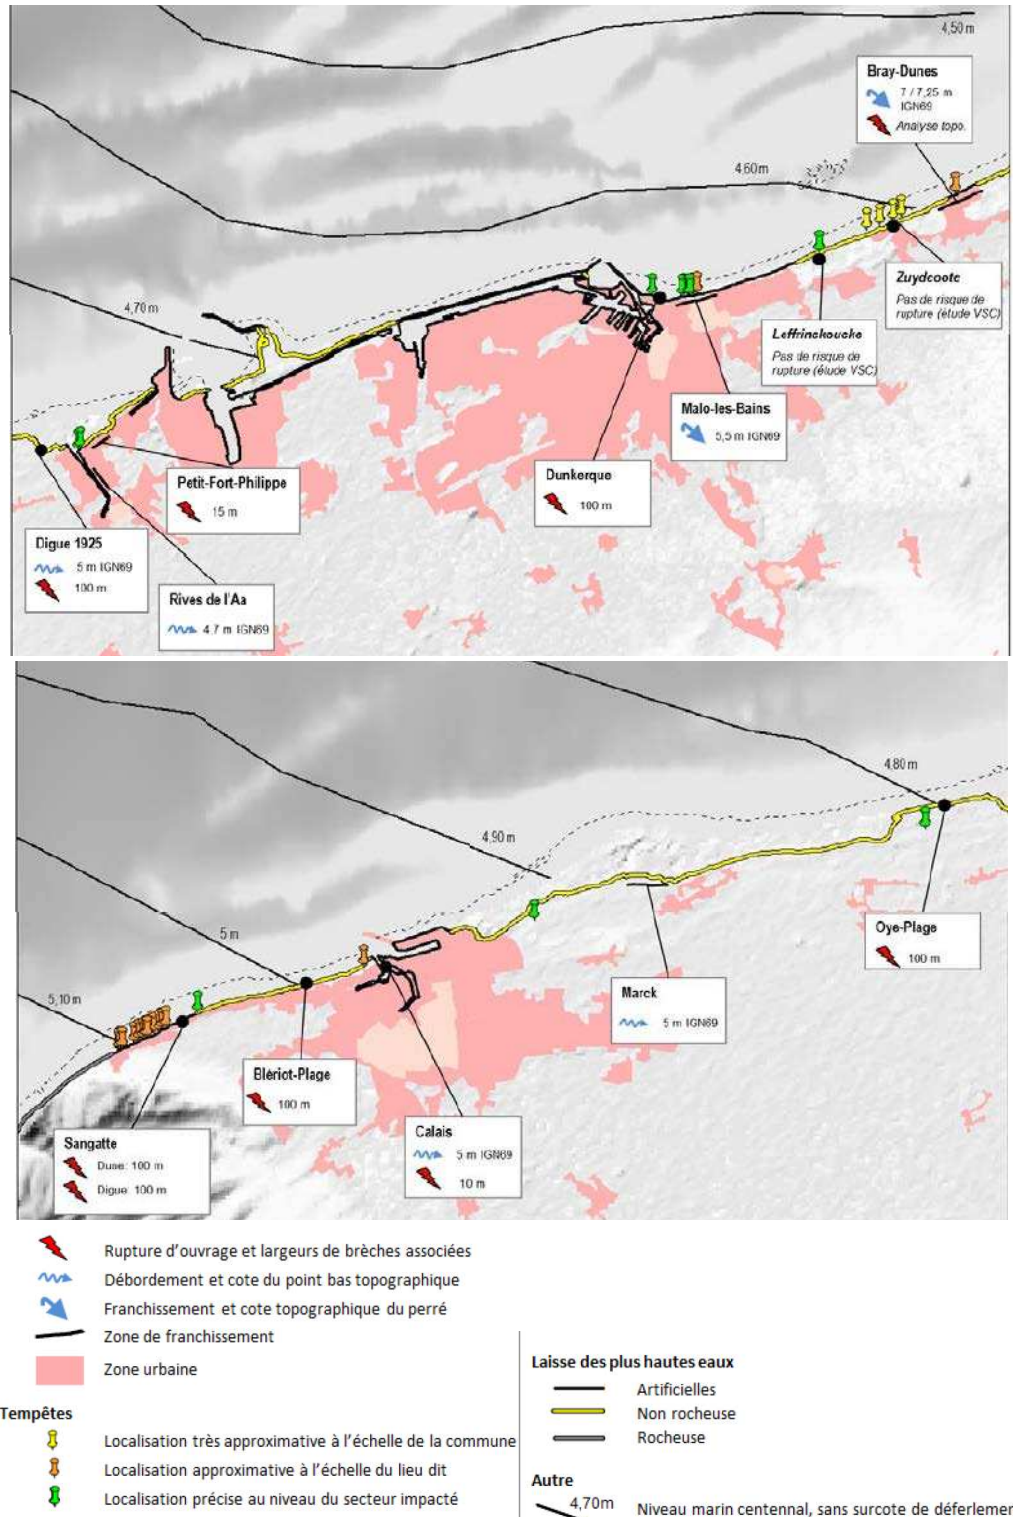 4,50 m
Bray-Dunes
7 / 7,25 m
IGN69
Analyse topo.
4,60m
4,70 m
Zuydcoote
Pas de risque de
rupture (étude VSC)
Leffrinckoucke
Pas de risque de
rupture (étude VSC)
Malo-les-Bains
5,5 m IGN69
Dunkerque
100 m
Petit-Fort-Philippe
15 m
Digue 1925
5 m IGN69
100 m
Rives de l'Aa
4,7 m IGN69
4,80 m
4,90 m
5 m
5,10 m
Oye-Plage
100 m
Marck
5 m IGN69
Blériot-Plage
100 m
Calais
5 m IGN69
10 m
Sangatte
Dune: 100 m
Digue: 100 m
Rupture d'ouvrage et largeurs de brèches associées
Débordement et cote du point bas topographique
Franchissement et cote topographique du perré
Zone de franchissement
Zone urbaine
Tempêtes
Localisation très approximative à l'échelle de la commune
Localisation approximative à l'échelle du lieu dit
Localisation précise au niveau du secteur impacté
Laisse des plus hautes eaux
Artificielles
Non rocheuse
Rocheuse
Autre
4,70m
Niveau marin centennal, sans surcote de déferlemen